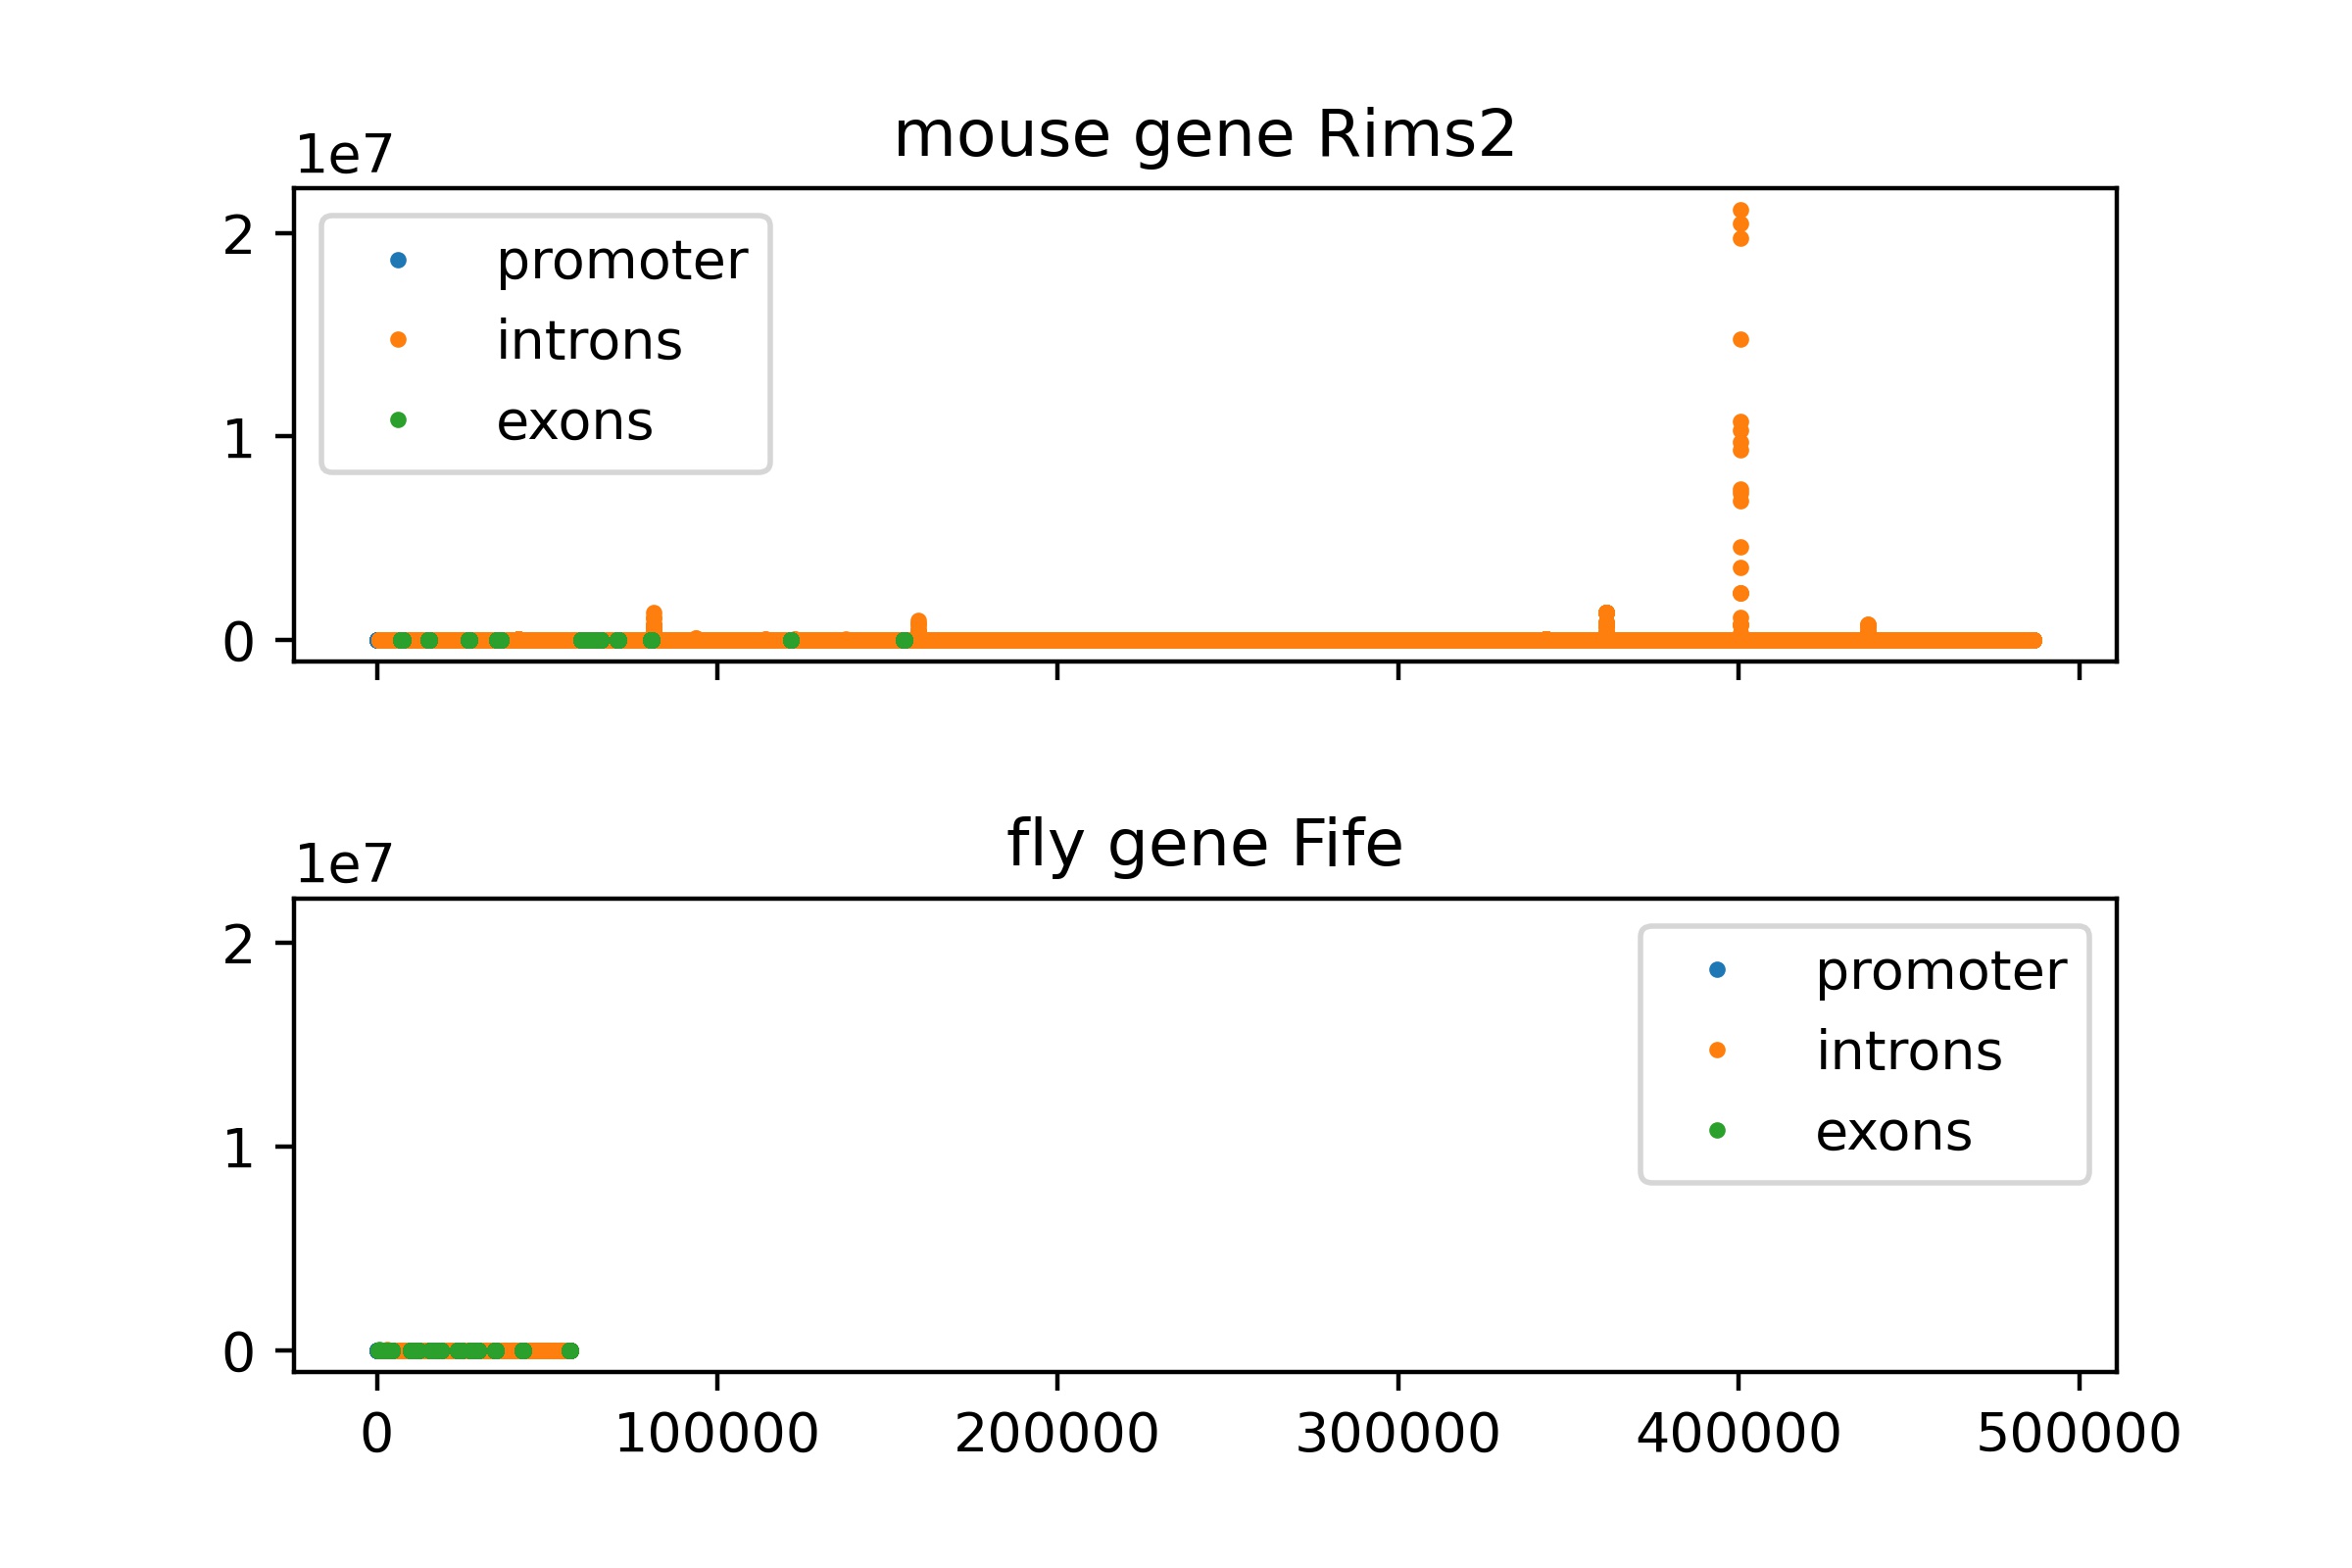 mouse gene Rims2
1e7
2
1
0
promoter
introns
exons
fly gene Fife
1e7
2
1
0
promoter
introns
exons
0 100000 200000 300000 400000 500000